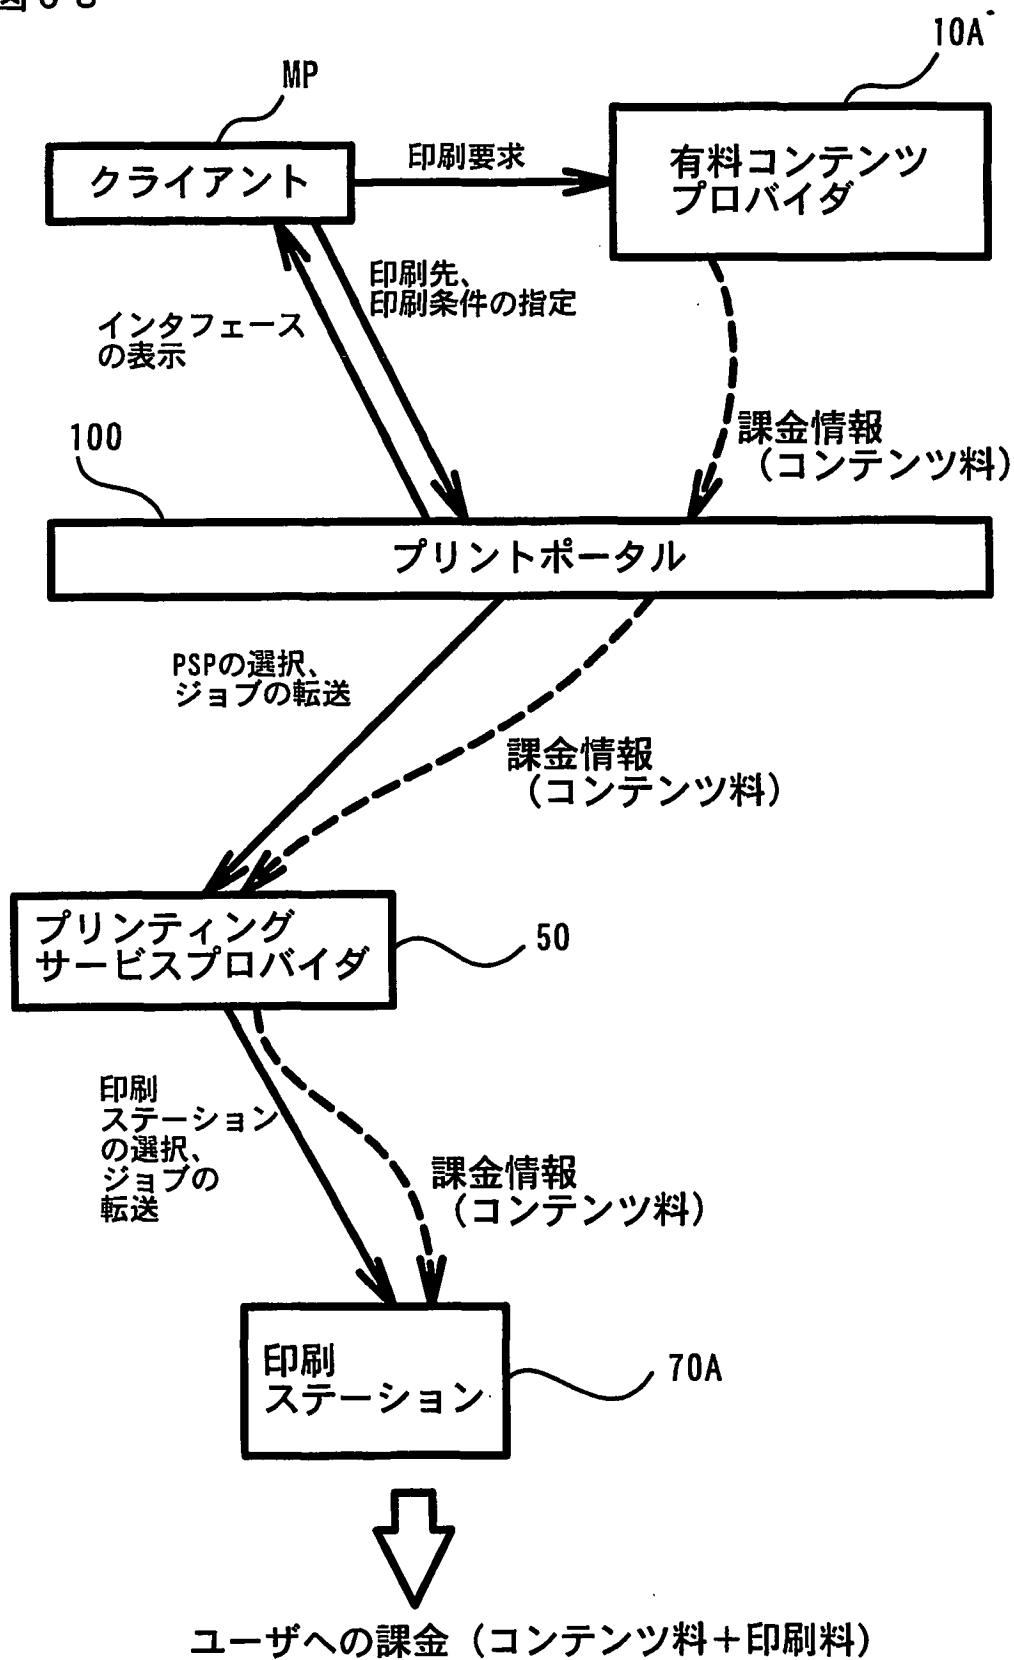 10A
MP
クライアント
印刷要求
有料コンテンツ
プロバイダ
印刷先、
印刷条件の指定
インタフェース
の表示
課金情報
（コンテンツ料）
100
プリントポータル
PSPの選択、
ジョブの転送
課金情報
（コンテンツ料）
プリンティング
サービスプロバイダ
50
印刷
ステーション
の選択、
ジョブの
転送
課金情報
（コンテンツ料）
印刷
ステーション
70A
ユーザへの課金（コンテンツ料＋印刷料）